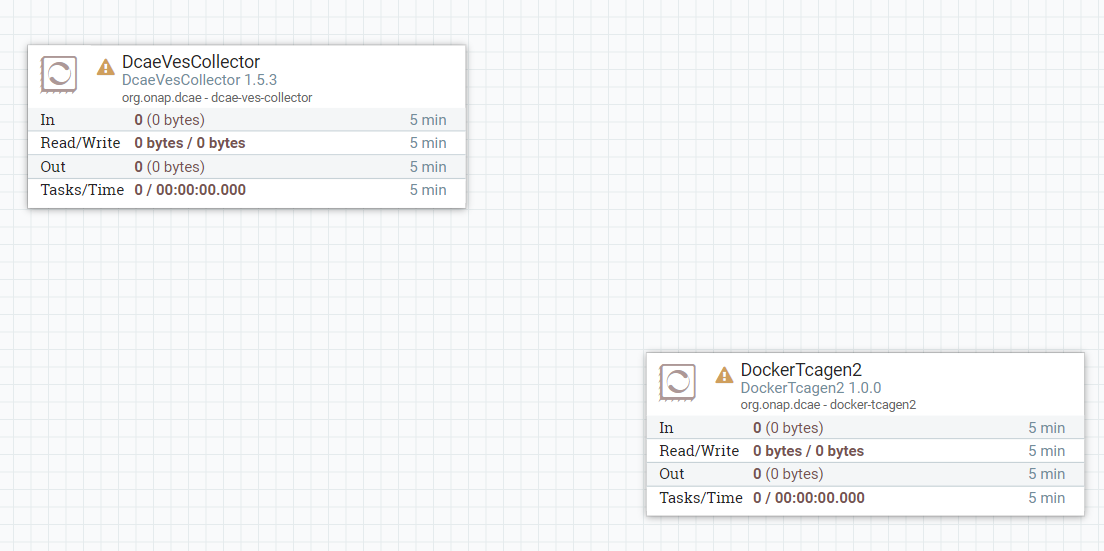 DcaeVesCollector
DcaeVesCollector 1.5.3
org.onap.dcae - dcae-ves-collector
In 0 (0 bytes) 5 min
Read/Write 0 bytes / 0 bytes 5 min
Out 0 (0 bytes) 5 min
Tasks/Time 0 / 00:00:00.000 5 min
DockerTcagen2
DockerTcagen2 1.0.0
org.onap.dcae - docker-tcagen2
In 0 (0 bytes) 5 min
Read/Write 0 bytes / 0 bytes 5 min
Out 0 (0 bytes) 5 min
Tasks/Time 0 / 00:00:00.000 5 min